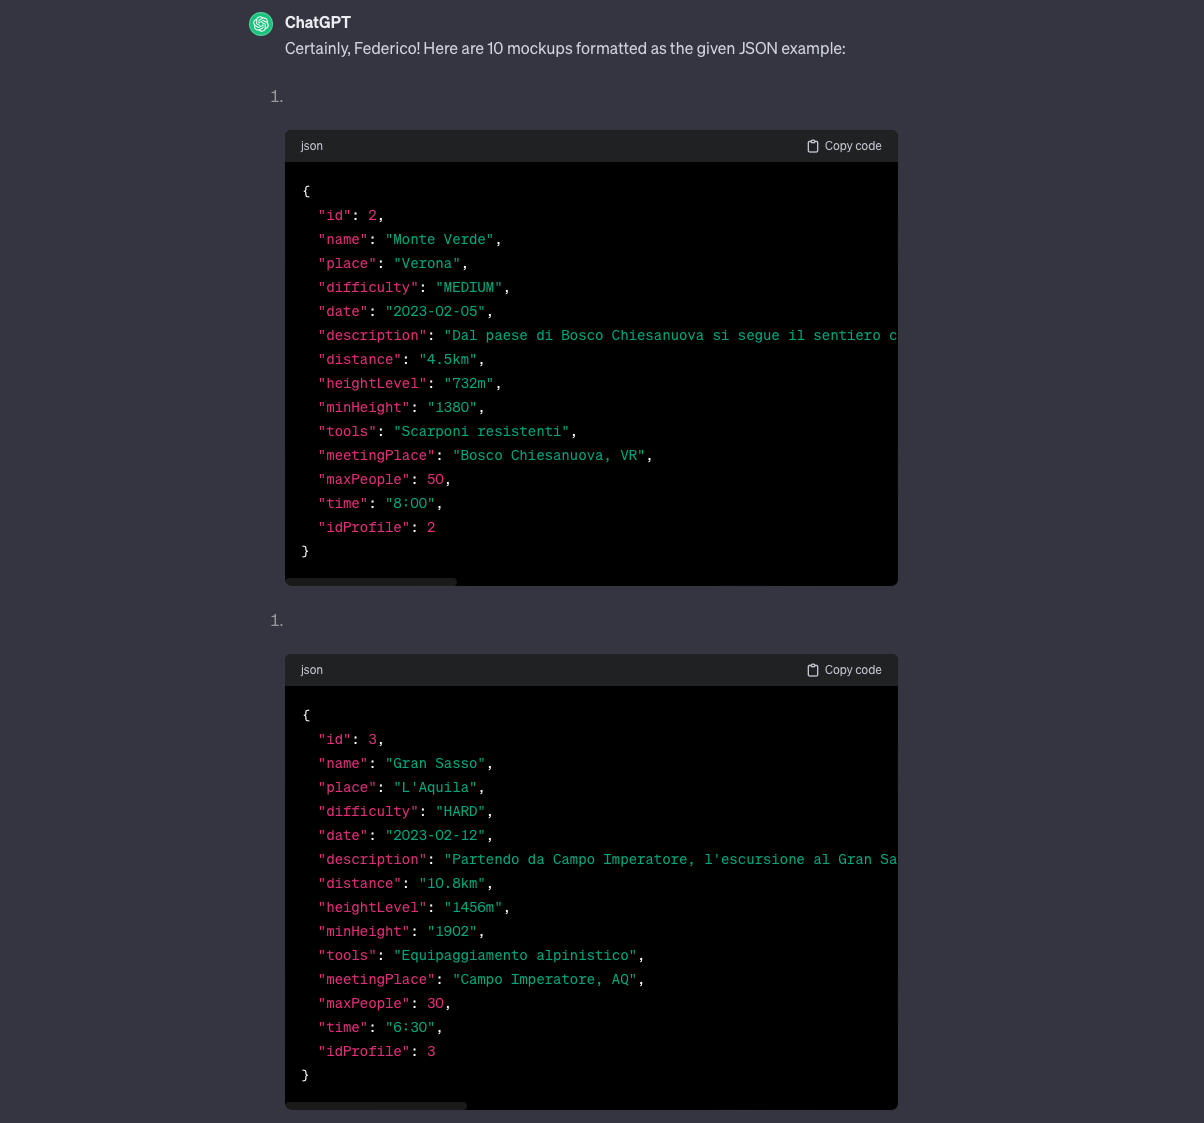 ChatGPT
Certainly, Federico! Here are 10 mockups formatted as the given JSON example:
1.
json Copy code
{
"id": 2,
"name": "Monte Verde",
"place": "Verona",
"difficulty": "MEDIUM",
"date": "2023-02-05",
"description": "Dal paese di Bosco Chiesanuova si segue il sentiero c
"distance": "4.5km",
"heightLevel": "732m",
"minHeight": "1380",
"tools": "Scarponi resistenti",
"meetingPlace": "Bosco Chiesanuova, VR",
"maxPeople": 50,
"time": "8:00",
"idProfile": 2
}
1.
json Copy code
{
"id": 3,
"name": "Gran Sasso",
"place": "L'Aquila",
"difficulty": "HARD",
"date": "2023-02-12",
"description": "Partendo da Campo Imperatore, l'escursione al Gran Sa
"distance": "10.8km",
"heightLevel": "1456m",
"minHeight": "1902",
"tools": "Equipaggiamento alpinistico",
"meetingPlace": "Campo Imperatore, AQ",
"maxPeople": 30,
"time": "6:30",
"idProfile": 3
}